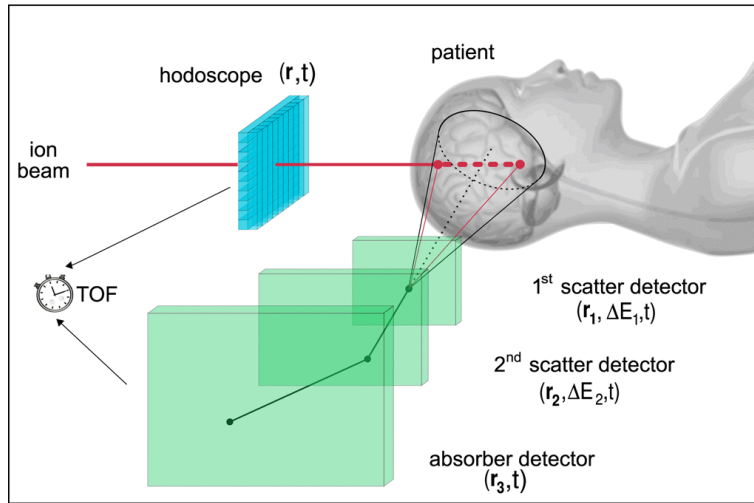 hodoscope (r,t)
patient
ion
beam
TOF
1st scatter detector
(r1, ΔE1,t)
2nd scatter detector
(r2,ΔE2,t)
absorber detector
(r3,t)